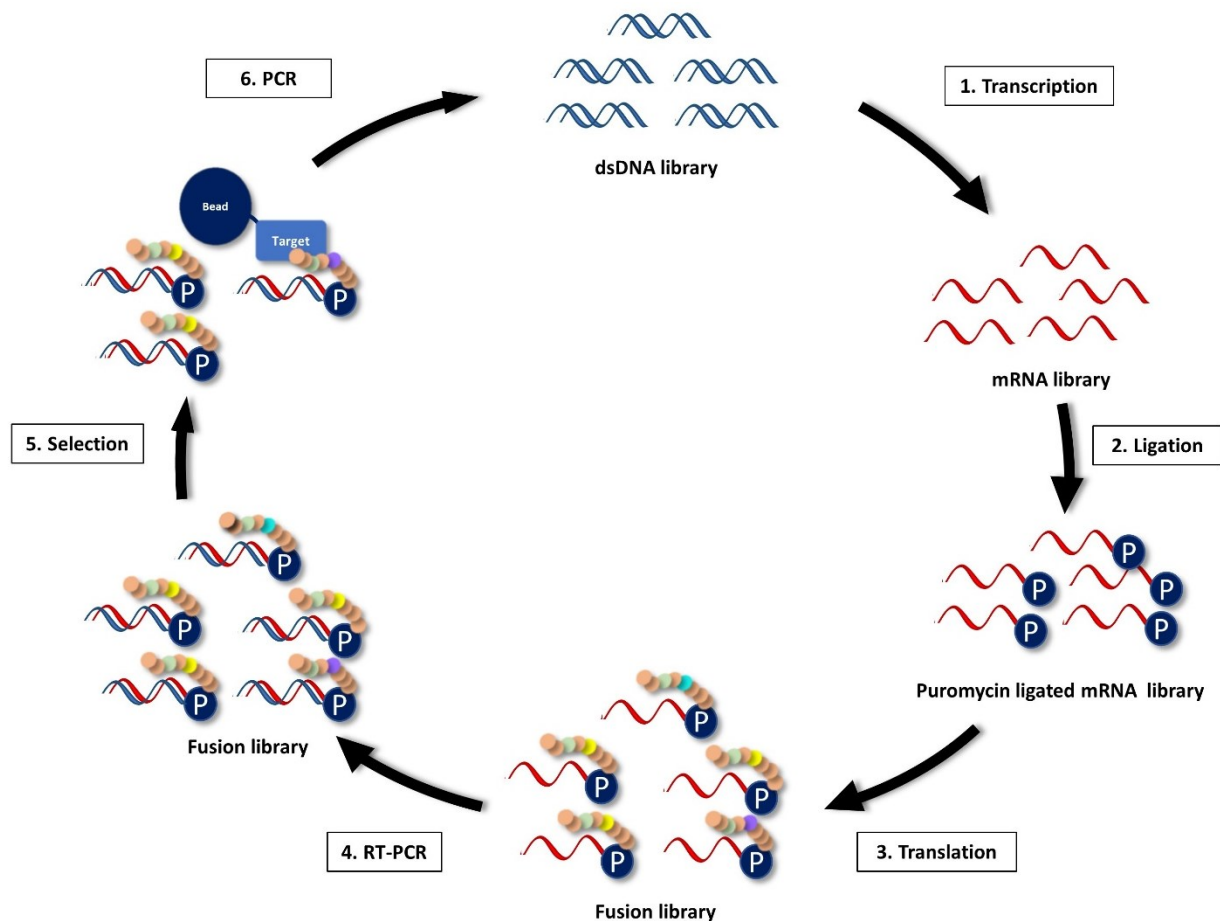 6. PCR
dsDNA library
1. Transcription
Bead
Target
P
P
P
mRNA library
5. Selection
2. Ligation
P
P
P
P
P
Puromycin ligated mRNA library
P
P
P
P
P
Fusion library
P
P
P
P
P
4. RT-PCR
3. Translation
Fusion library